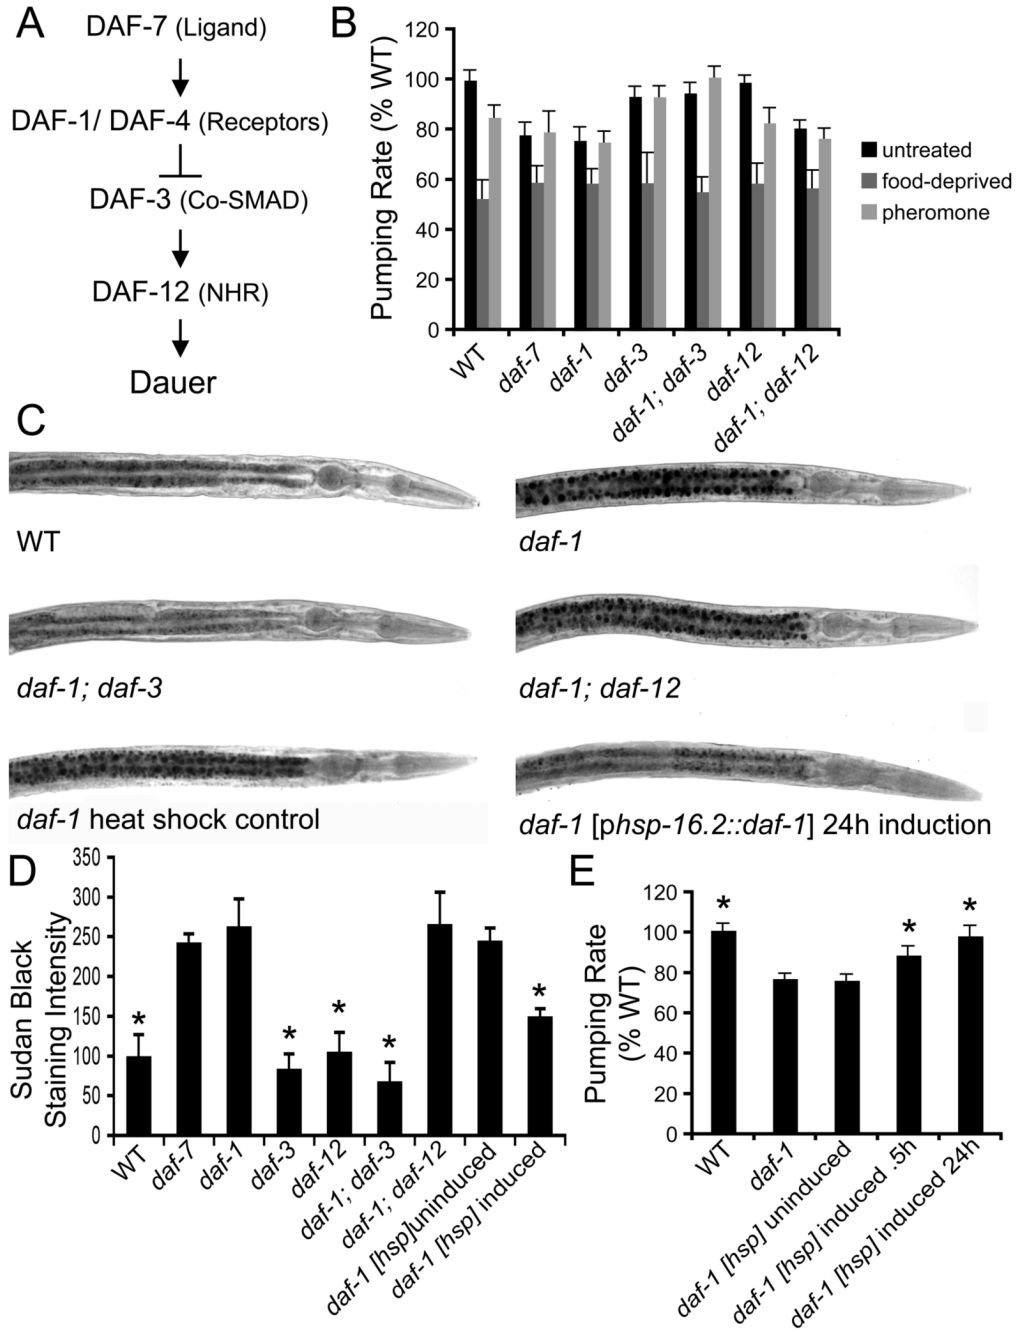 A
DAF-7 (Ligand)
DAF-1/ DAF-4 (Receptors)
DAF-3 (Co-SMAD)
DAF-12 (NHR)
Dauer
B
Pumping Rate (% WT)
120
100
80
60
40
20
0
WT
daf-7
daf-1
daf-3
daf-1; daf-3
daf-12
daf-1; daf-12
untreated
food-deprived
pheromone
C
WT
daf-1
daf-1; daf-3
daf-1; daf-12
daf-1 heat shock control
daf-1 [phsp-16.2::daf-1] 24h induction
D
Sudan Black
Staining Intensity
350
300
250
200
150
100
50
0
*
*
*
*
*
WT
daf-7
daf-1
daf-3
daf-12
daf-1; daf-3
daf-1; daf-12
daf-1 [hsp]uninduced
daf-1 [hsp] induced
E
Pumping Rate
(% WT)
120
100
80
60
40
20
0
*
*
*
WT
daf-1
daf-1 [hsp] uninduced
daf-1 [hsp] induced .5h
daf-1 [hsp] induced 24h